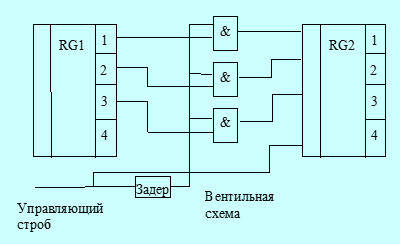 RG1
1
2
3
4
&
&
&
RG2
1
2
3
4
Задер
Управляющий
строб
Вентильная
схема